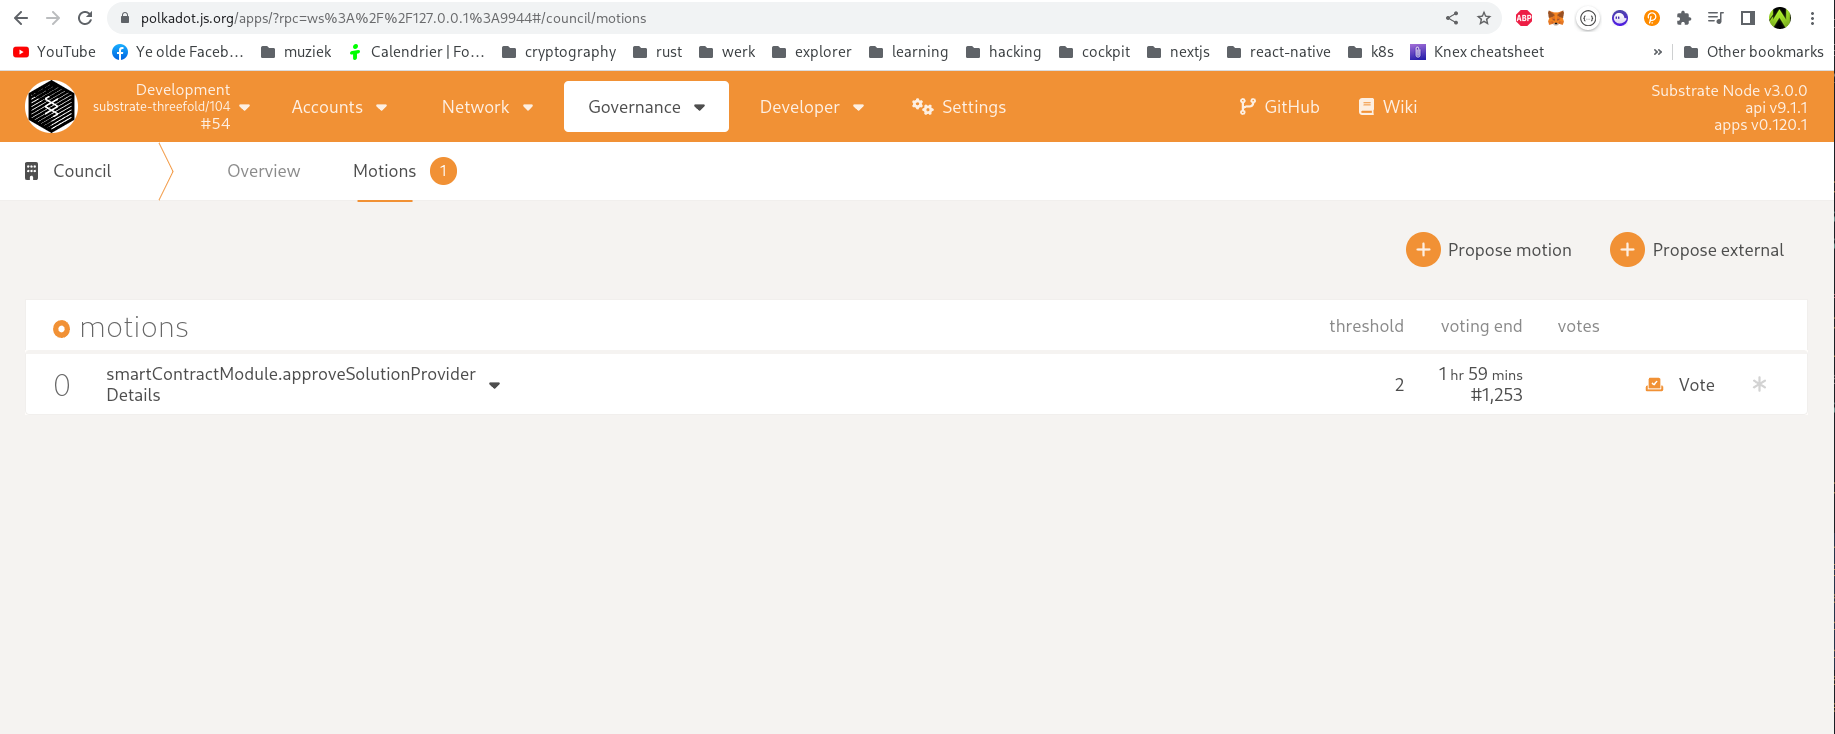 polkadot.js.org/apps/?rpc=ws%3A%2F%2F127.0.0.1%3A9944#/council/motions
ABP
YouTube Ye olde Faceb... muziek Calendrier | Fo... cryptography rust werk explorer learning hacking cockpit nextjs react-native k8s Knex cheatsheet » Other bookmarks
Development
substrate-threefold/104
#54
Accounts Network Governance Developer Settings GitHub Wiki
Substrate Node v3.0.0
api v9.1.1
apps v0.120.1
Council Overview Motions 1
Propose motion Propose external
motions threshold voting end votes
0 smartContractModule.approveSolutionProvider
Details
2
1 hr 59 mins
#1,253
Vote